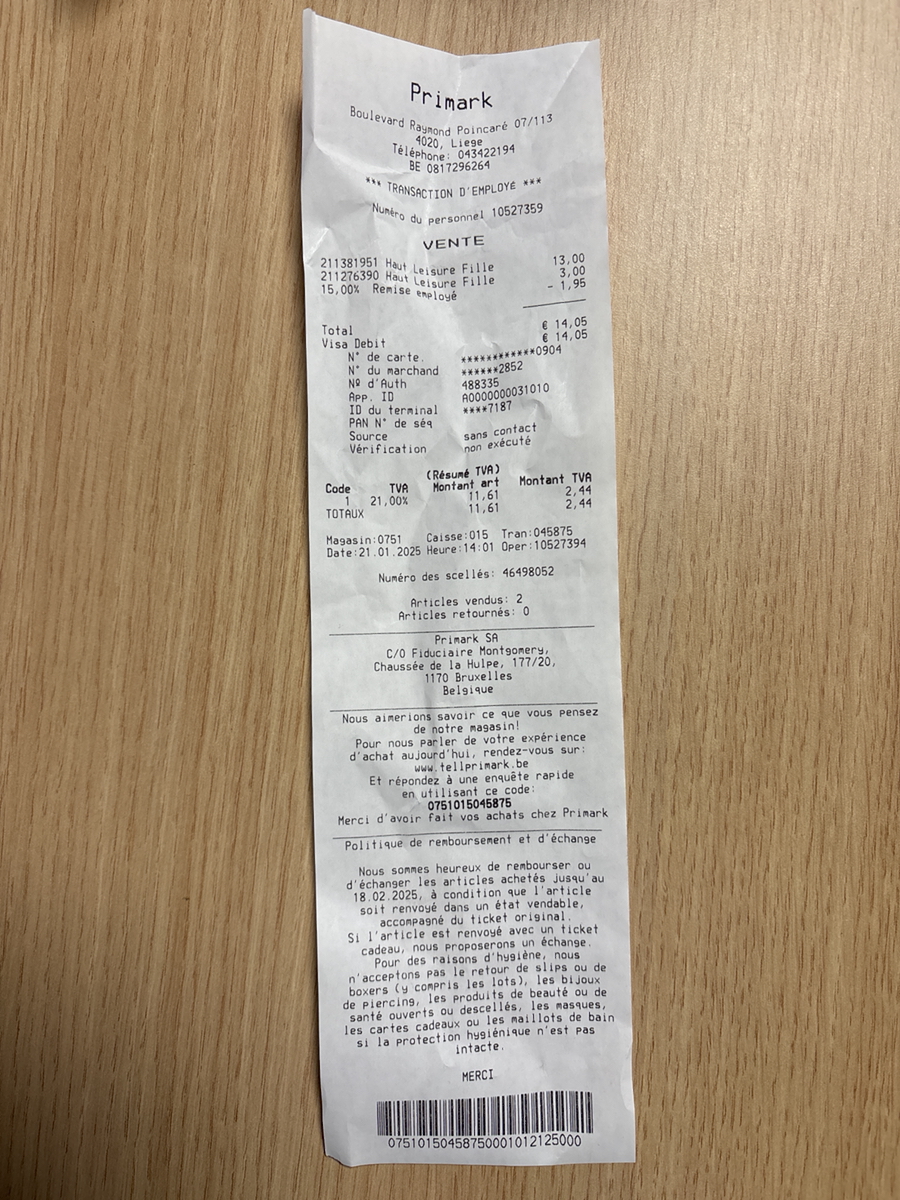 Primark
Boulevard Raymond Poincaré 07/113
4020, Liege
Téléphone: 043422194
BE 0817296264
*** TRANSACTION D'EMPLOYÉ ***
Numéro du personnel 10527359
VENTE
211381951 Haut Leisure Fille 13,00
211276390 Haut Leisure Fille 3,00
15,00% Remise employé - 1,95
Total € 14,05
Visa Debit € 14,05
N° de carte. ************0904
N° du marchand ******2852
Nº d'Auth 488335
App. ID A0000000031010
ID du terminal ****7187
PAN N° de séq
Source sans contact
Vérification non exécuté
(Résumé TVA)
Code TVA Montant art Montant TVA
1 21,00% 11,61 2,44
TOTAUX 11,61 2,44
Magasin:0751 Caisse:015 Tran:045875
Date:21.01.2025 Heure:14:01 Oper:10527394
Numéro des scellés: 46498052
Articles vendus: 2
Articles retournés: 0
Primark SA
C/O Fiduciaire Montgomery,
Chaussée de la Hulpe, 177/20,
1170 Bruxelles
Belgique
Nous aimerions savoir ce que vous pensez
de notre magasin!
Pour nous parler de votre expérience
d'achat aujourd'hui, rendez-vous sur:
www.tellprimark.be
Et répondez à une enquête rapide
en utilisant ce code:
0751015045875
Merci d'avoir fait vos achats chez Primark
Politique de remboursement et d'échange
Nous sommes heureux de rembourser ou
d'échanger les articles achetés jusqu'au
18.02.2025, à condition que l'article
soit renvoyé dans un état vendable,
accompagné du ticket original.
Si l'article est renvoyé avec un ticket
cadeau, nous proposerons un échange.
Pour des raisons d'hygiène, nous
n'acceptons pas le retour de slips ou de
boxers (y compris les lots), les bijoux
de piercing, les produits de beauté ou de
santé ouverts ou descellés, les masques,
les cartes cadeaux ou les maillots de bain
si la protection hygiénique n'est pas
intacte.
MERCI
07510150458750001012125000